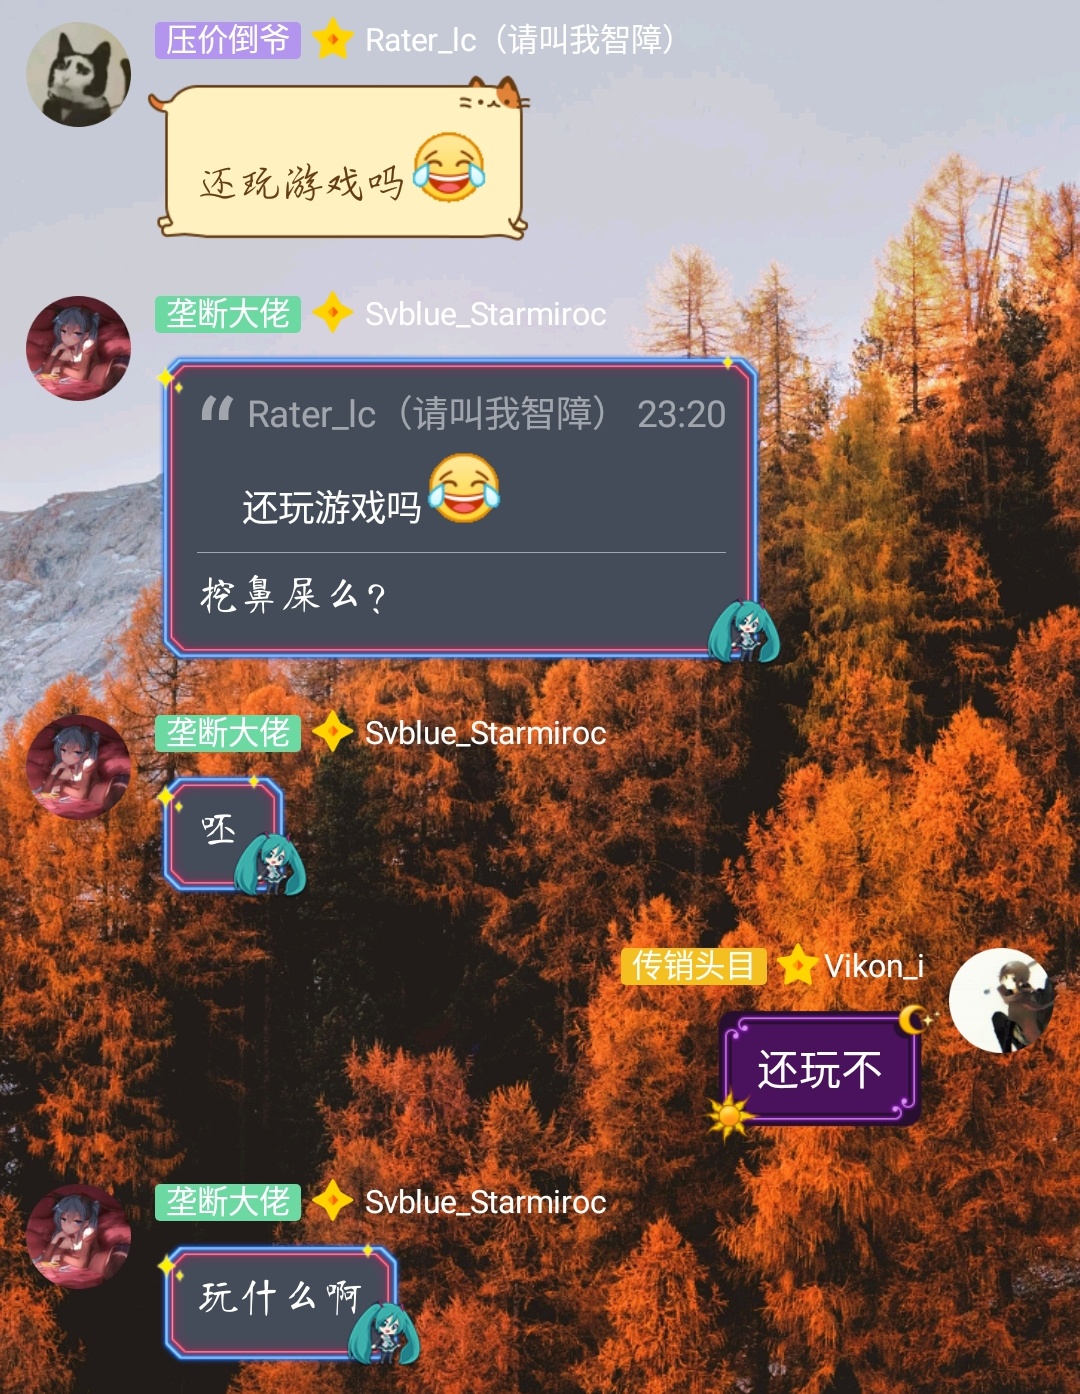 压价倒爷 Rater_Ic（请叫我智障）
还玩游戏吗😂
垄断大佬 Svblue_Starmiroc
“ Rater_Ic（请叫我智障） 23:20
还玩游戏吗😂
挖鼻屎么?
垄断大佬 Svblue_Starmiroc
呸
传销头目 Vikon_i
还玩不
垄断大佬 Svblue_Starmiroc
玩什么啊